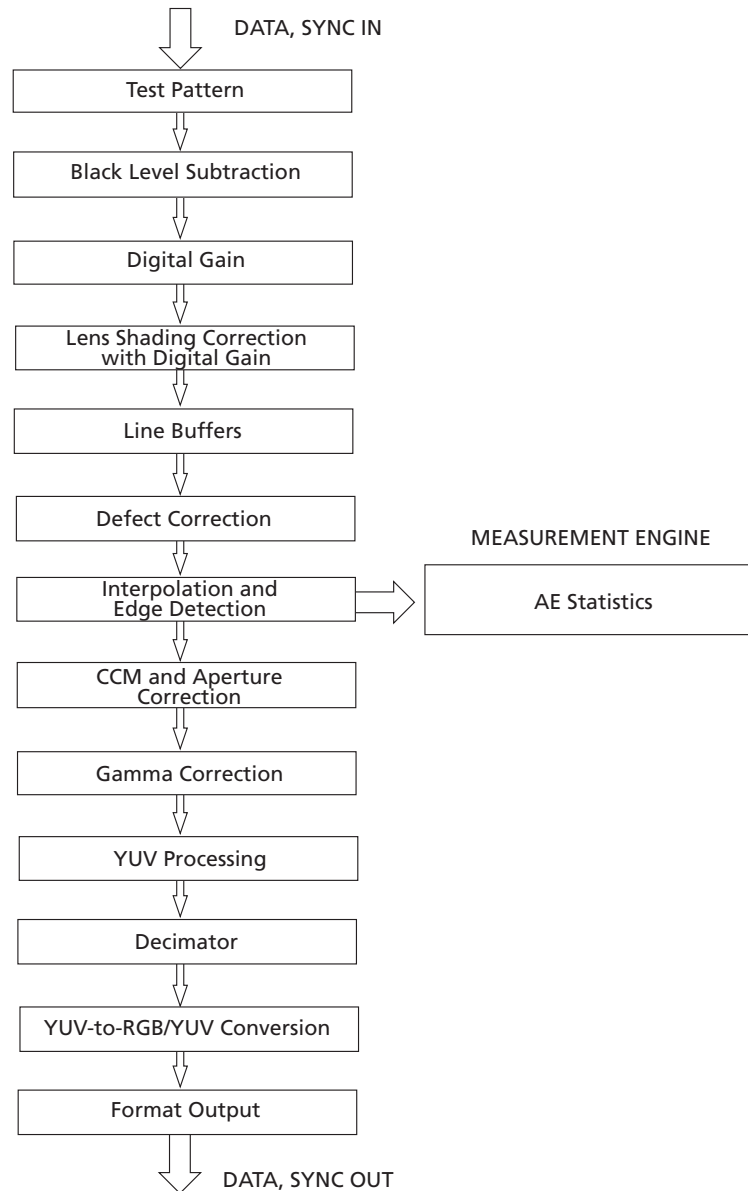 DATA, SYNC IN
Test Pattern
Black Level Subtraction
Digital Gain
Lens Shading Correction
with Digital Gain
Line Buffers
Defect Correction
MEASUREMENT ENGINE
Interpolation and
Edge Detection
AE Statistics
CCM and Aperture
Correction
Gamma Correction
YUV Processing
Decimator
YUV-to-RGB/YUV Conversion
Format Output
DATA, SYNC OUT